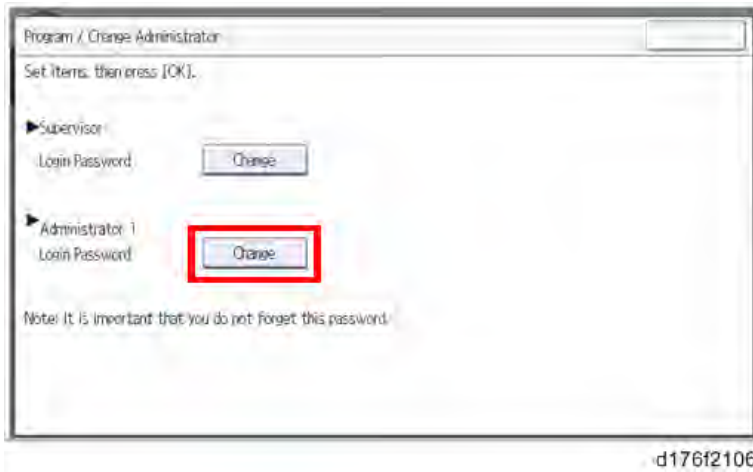 Program / Change Administrator
Set items, then press [OK].
▶Supervisor
Login Password Change
▶Administrator 1
Login Password Change
Note: It is important that you do not forget this password.
d176f2106